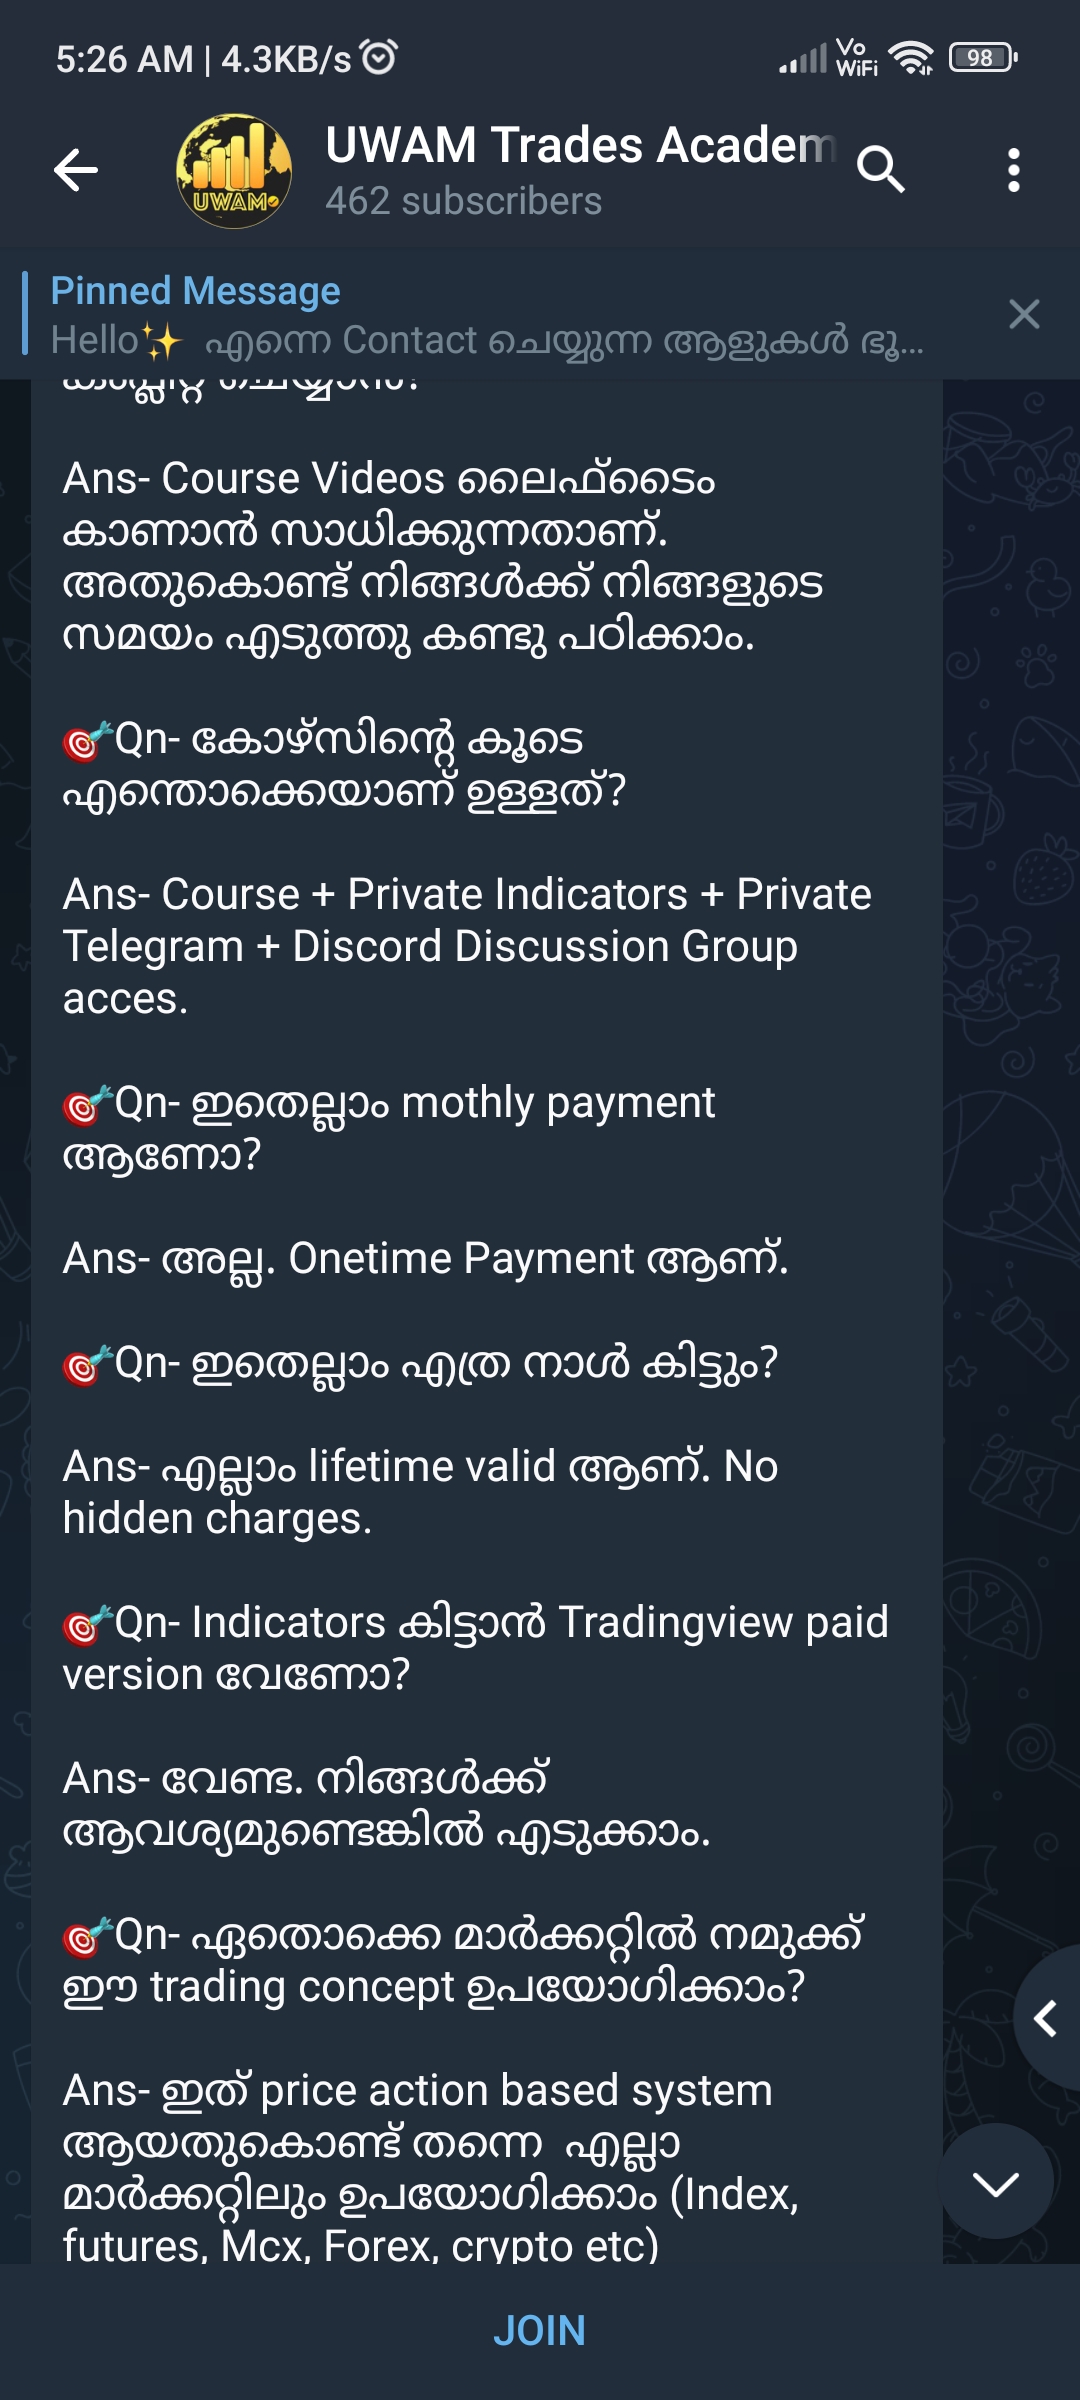 5:26 AM | 4.3KB/s
Vo
WiFi
98
UWAM Trades Academ
462 subscribers
UWAM
Pinned Message
Hello✨ എന്നെ Contact ചെയ്യുന്ന ആളുകൾ ഭൂ...
Ans- Course Videos ലൈഫ്ടൈം
കാണാൻ സാധിക്കുന്നതാണ്.
അതുകൊണ്ട് നിങ്ങൾക്ക് നിങ്ങളുടെ
സമയം എടുത്തു കണ്ടു പഠിക്കാം.
🎯Qn- കോഴ്സിന്റെ കൂടെ
എന്തൊക്കെയാണ് ഉള്ളത്?
Ans- Course + Private Indicators + Private
Telegram + Discord Discussion Group
acces.
🎯Qn- ഇതെല്ലാം mothly payment
ആണോ?
Ans- അല്ല. Onetime Payment ആണ്.
🎯Qn- ഇതെല്ലാം എത്ര നാൾ കിട്ടും?
Ans- എല്ലാം lifetime valid ആണ്. No
hidden charges.
🎯Qn- Indicators കിട്ടാൻ Tradingview paid
version വേണോ?
Ans- വേണ്ട. നിങ്ങൾക്ക്
ആവശ്യമുണ്ടെങ്കിൽ എടുക്കാം.
🎯Qn- ഏതൊക്കെ മാർക്കറ്റിൽ നമുക്ക്
ഈ trading concept ഉപയോഗിക്കാം?
Ans- ഇത് price action based system
ആയതുകൊണ്ട് തന്നെ എല്ലാ
മാർക്കറ്റിലും ഉപയോഗിക്കാം (Index,
futures, Mcx, Forex, crypto etc)
JOIN